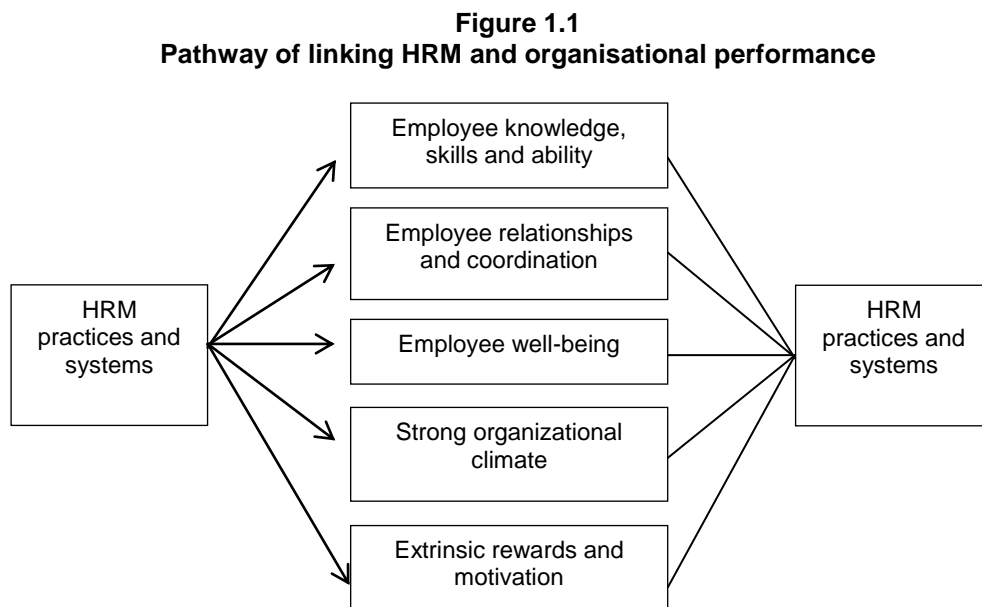 Figure 1.1
Pathway of linking HRM and organisational performance
Employee knowledge,
skills and ability
Employee relationships
and coordination
HRM
practices and
systems
Employee well-being
HRM
practices and
systems
Strong organizational
climate
Extrinsic rewards and
motivation